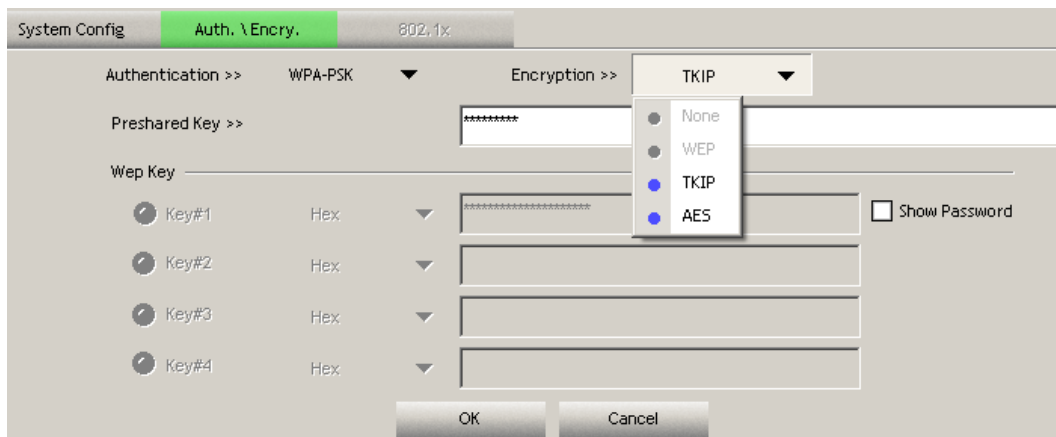 System Config Auth. \ Encry. 802.1x
Authentication >> WPA-PSK Encryption >> TKIP
None
Preshared Key >> *********
WEP
Wep Key
TKIP
Key#1 Hex ********************* AES Show Password
Key#2 Hex
Key#3 Hex
Key#4 Hex
OK Cancel